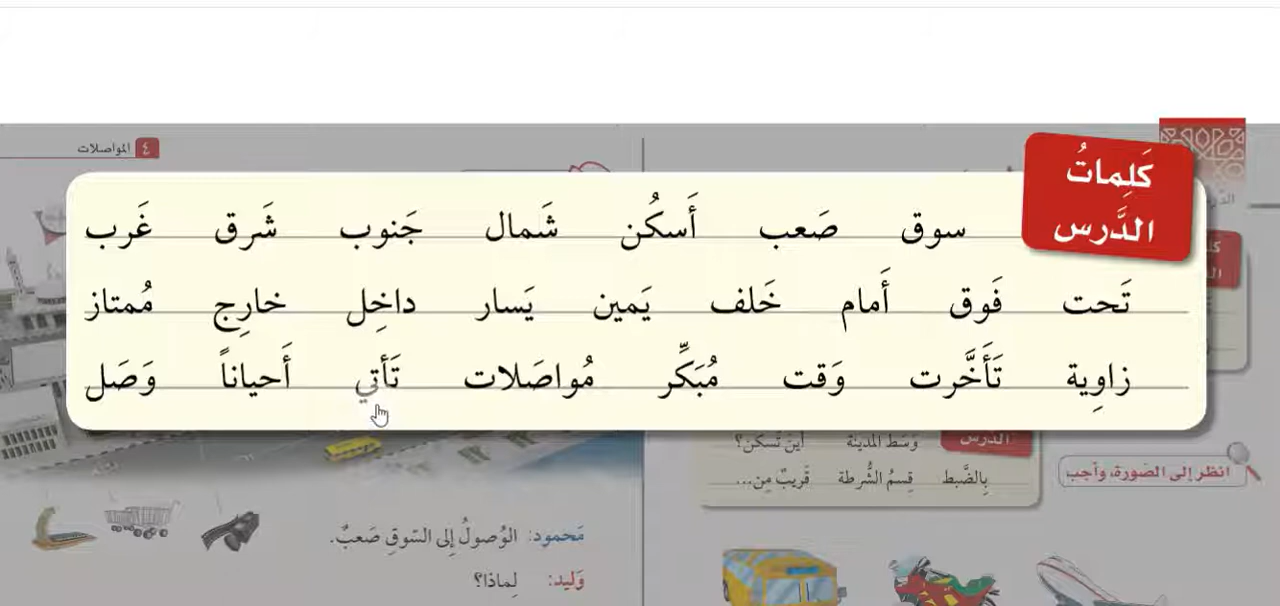 ٤ المواصلات
كَلِماتُ
الدَّرس
سوق صَعب أَسكُن شَمال جَنوب شَرق غَرب
تَحت فَوق أَمام خَلف يَمين يَسار داخِل خارِج مُمتاز
زاوِية تَأَخَّرت وَقت مُبَكِّر مُواصَلات تَأتي أَحياناً وَصَل
الدرس
وَسَط المدينة أينَ تَسكن؟
بِالضَّبط قِسمُ الشُّرطة قَريبٌ مِن...
انظر إلى الصّورة، وأجب
مَحمود: الوُصولُ إلى السّوقِ صَعبٌ.
وَليد: لِماذا؟